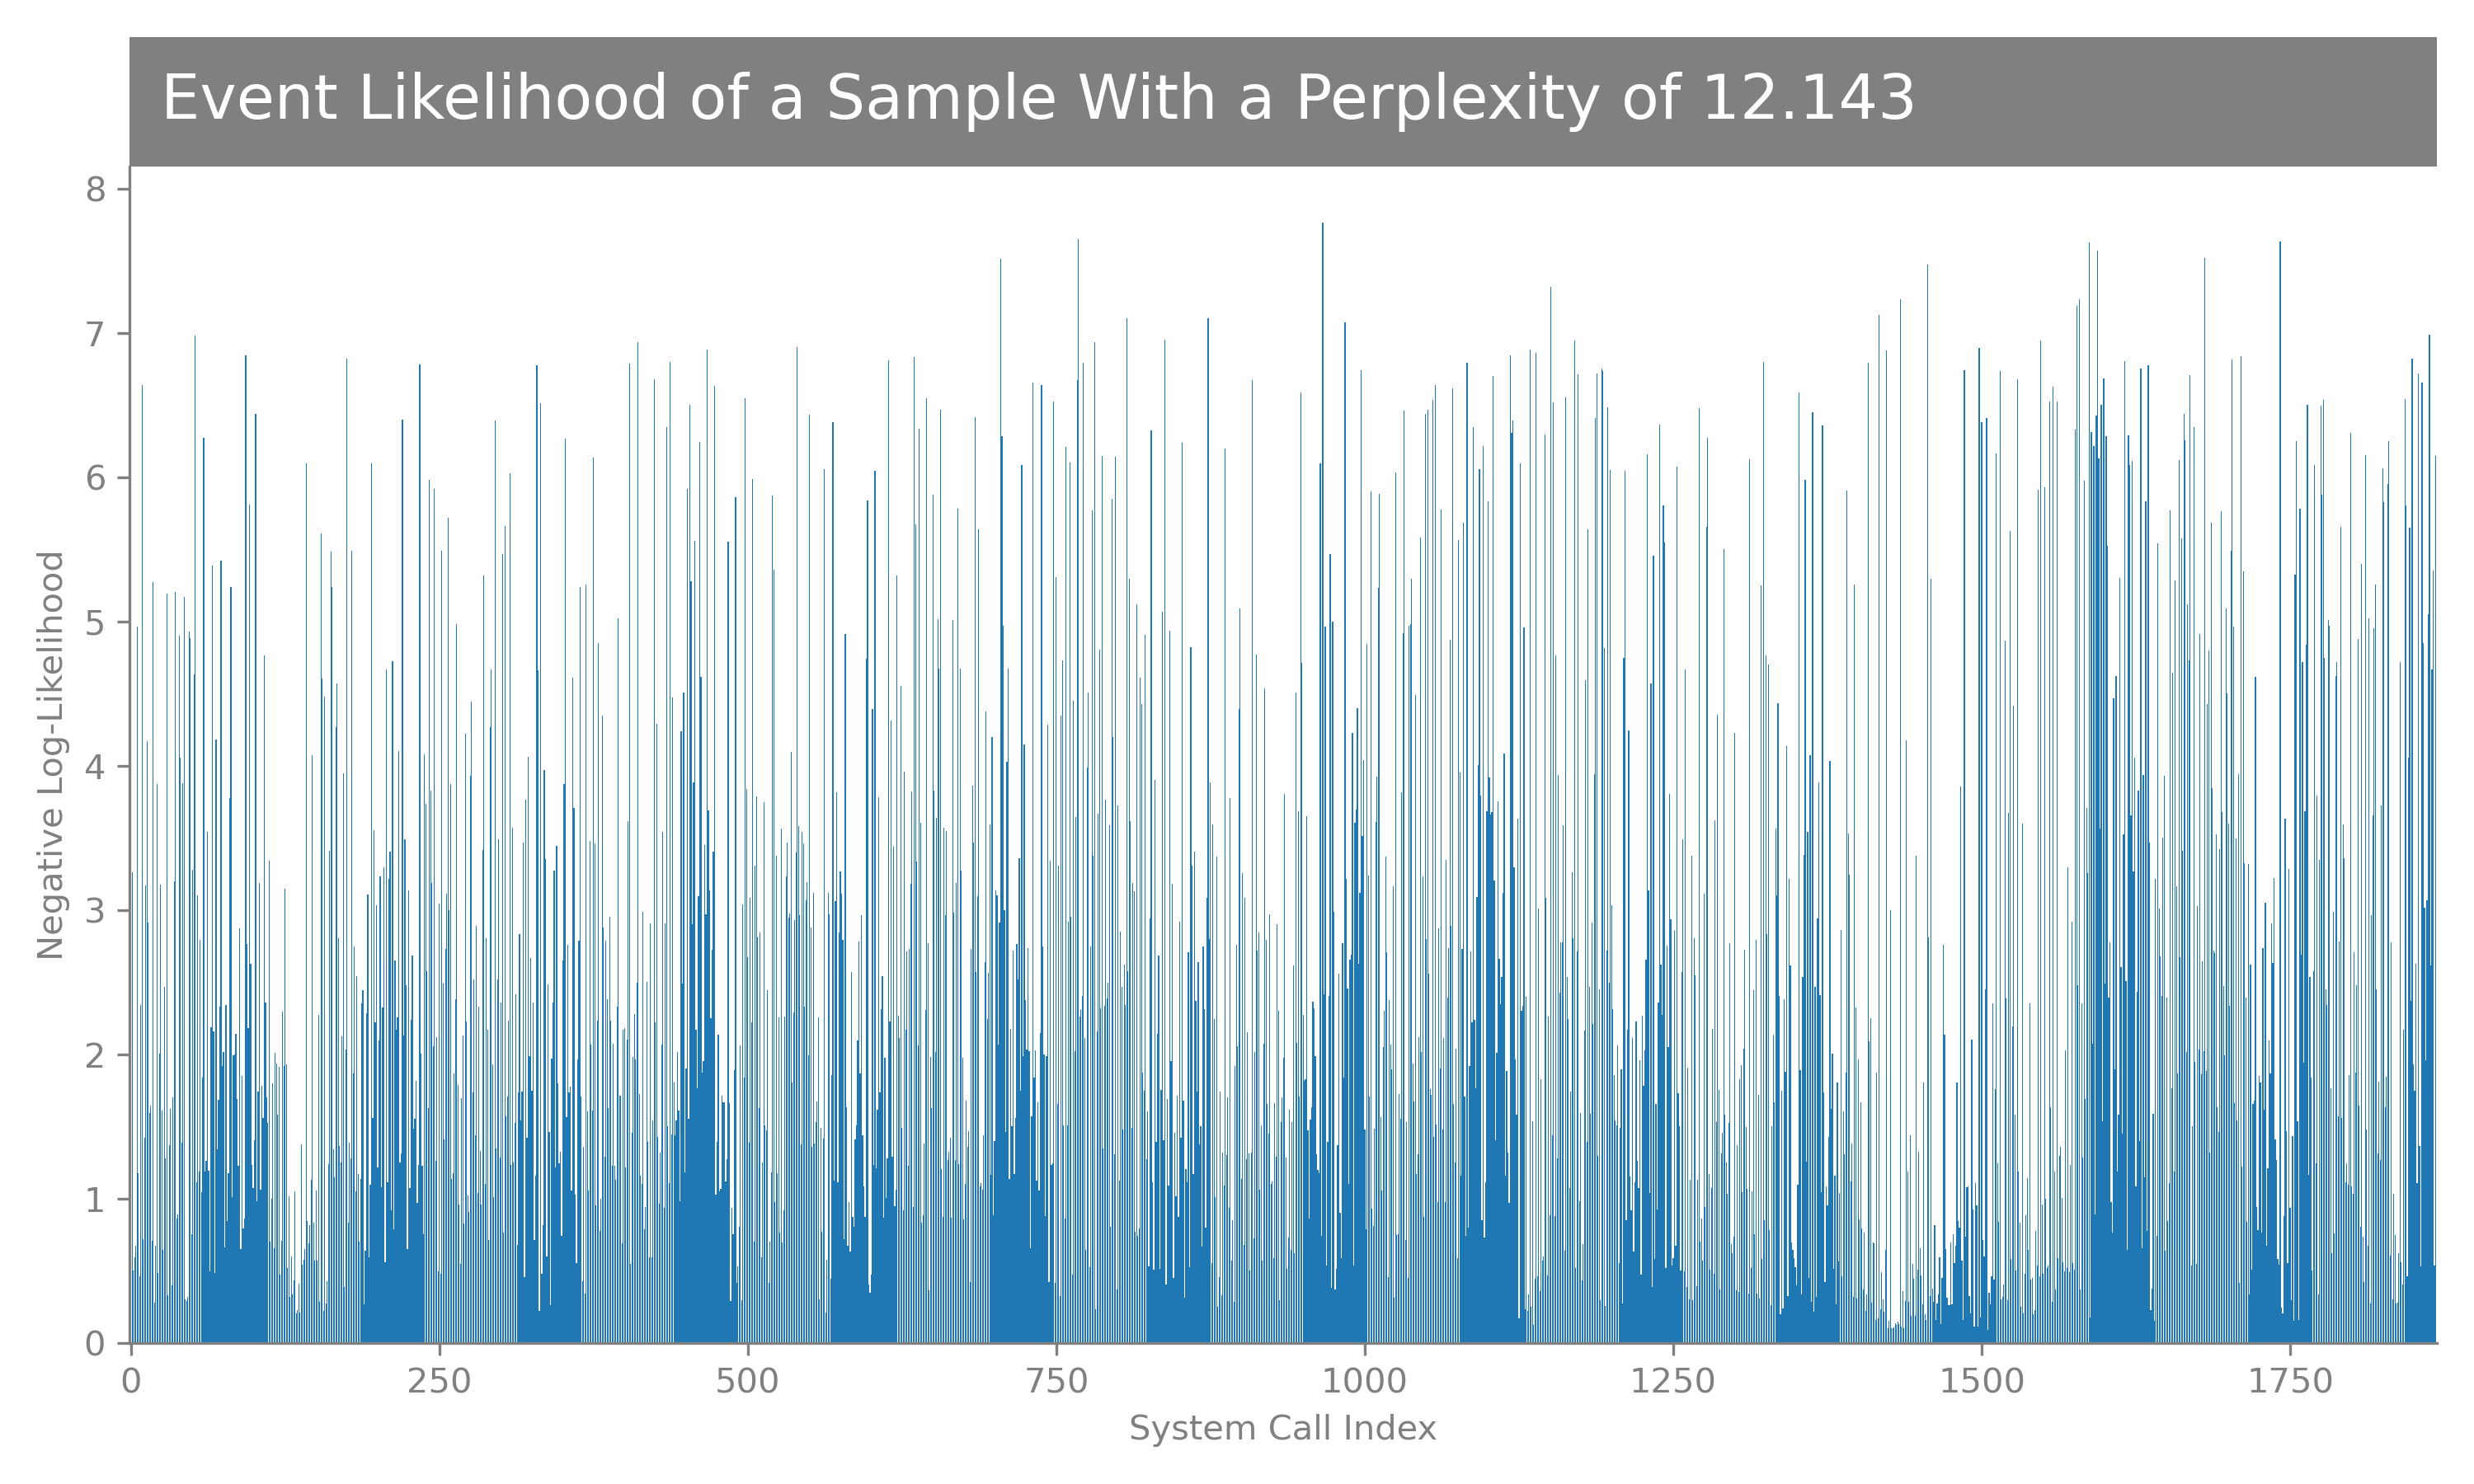 Event Likelihood of a Sample With a Perplexity of 12.143
8
7
6
5
4
3
2
1
0
Negative Log-Likelihood
0 250 500 750 1000 1250 1500 1750
System Call Index